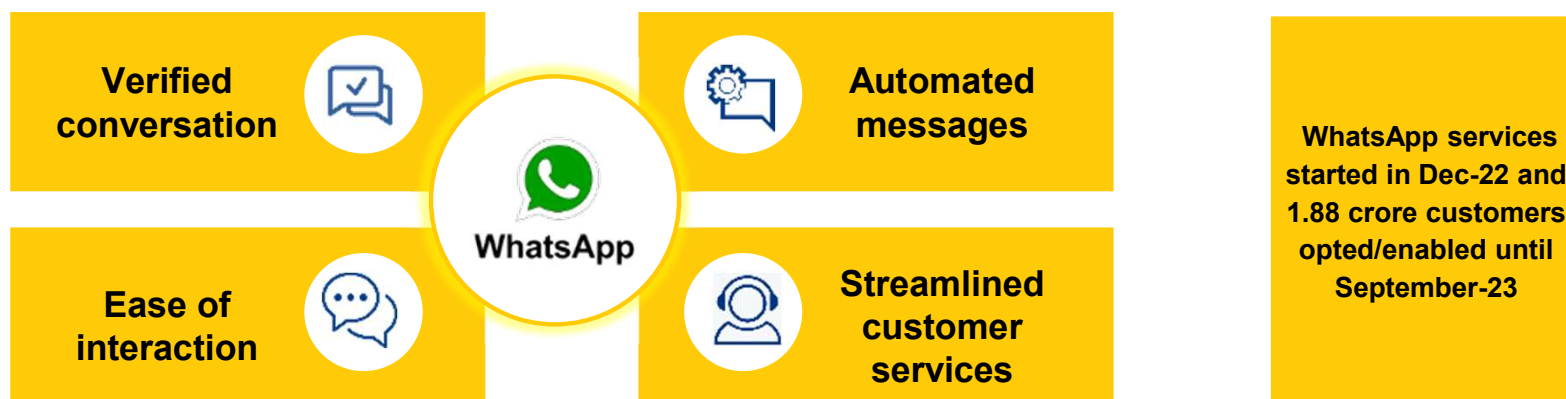 Verified
conversation
Automated
messages
WhatsApp
Ease of
interaction
Streamlined
customer
services
WhatsApp services
started in Dec-22 and
1.88 crore customers
opted/enabled until
September-23